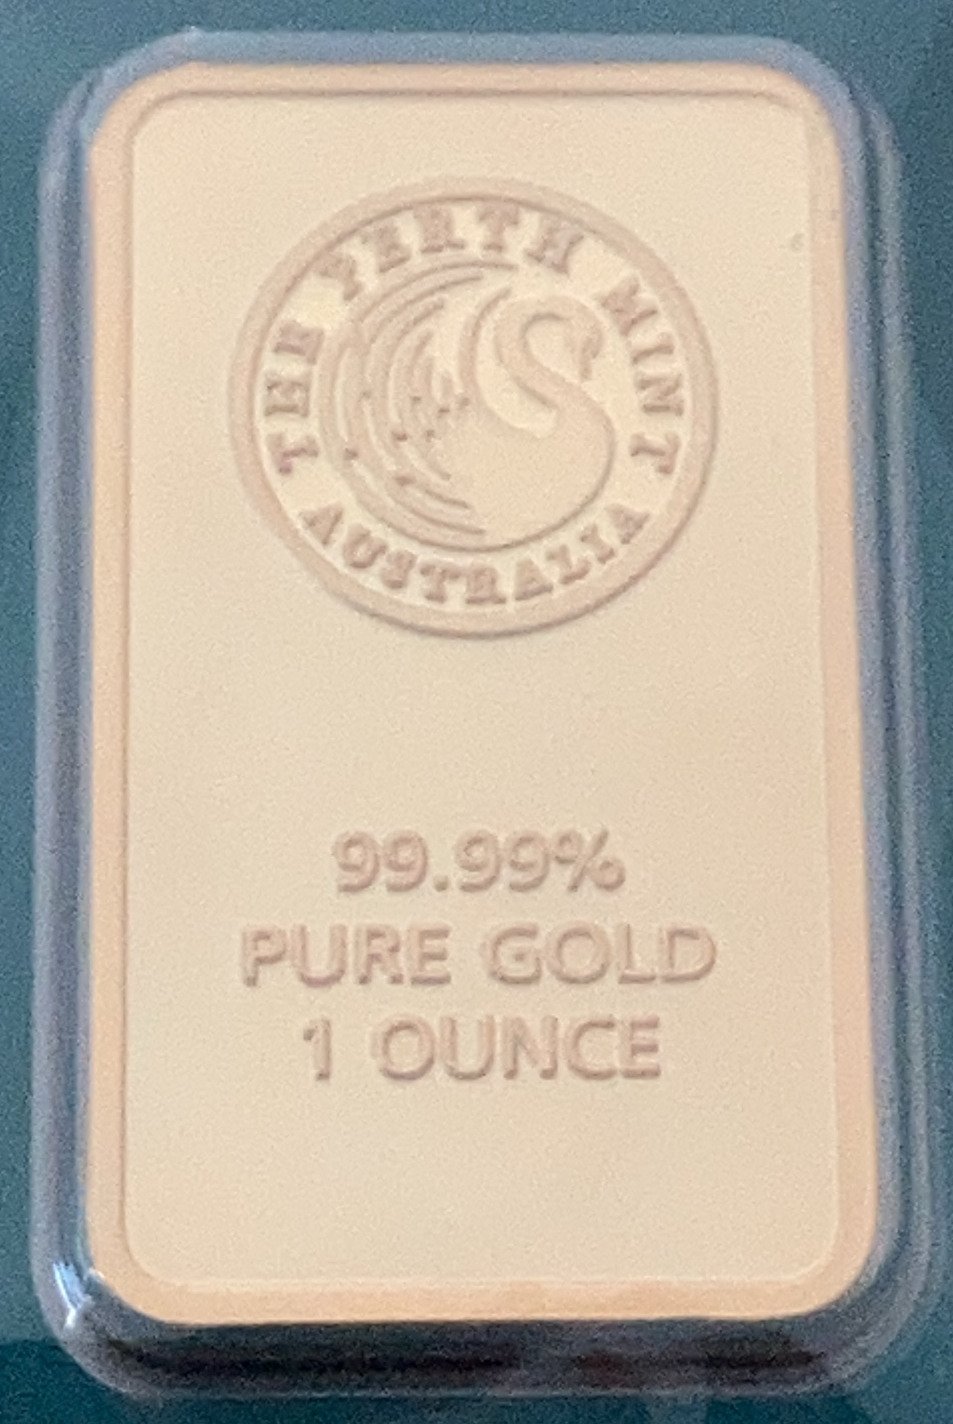 THE PERTH MINT
AUSTRALIA
99.99%
PURE GOLD
1 OUNCE